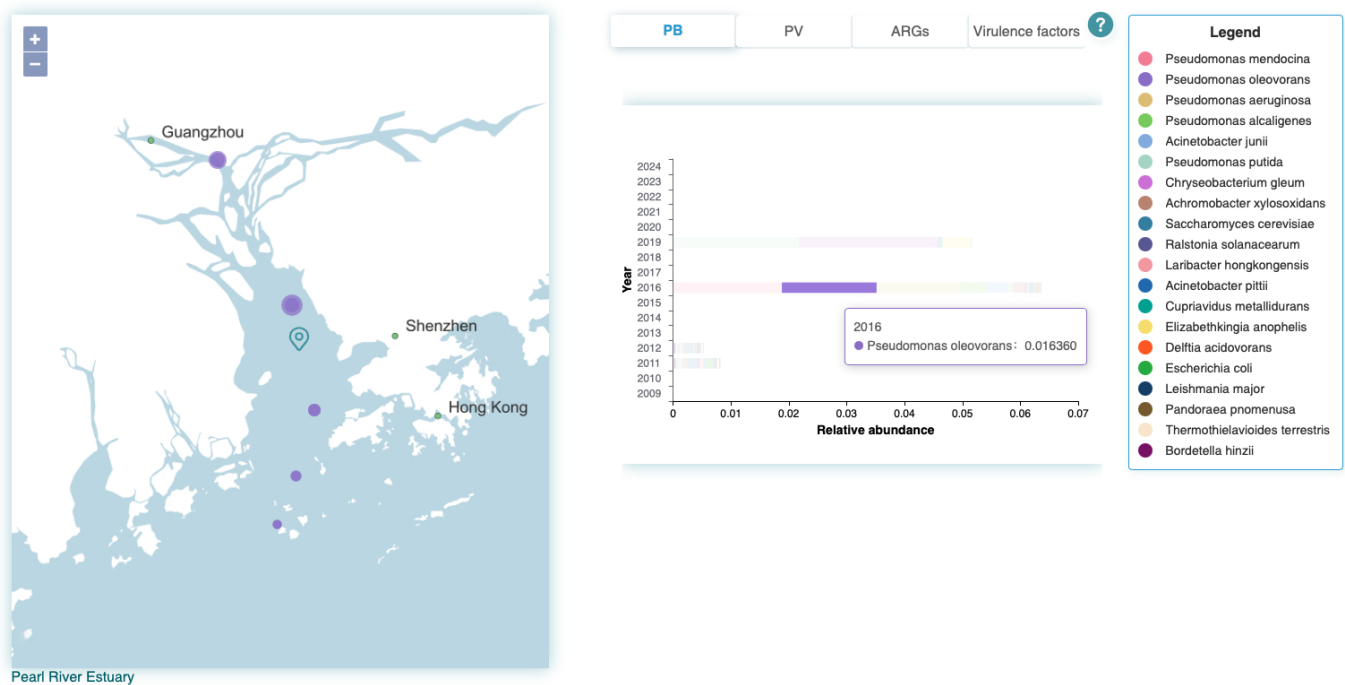 +
−
Guangzhou
Shenzhen
Hong Kong
Pearl River Estuary
PB
PV
ARGs
Virulence factors
?
2024
2023
2022
2021
2020
2019
2018
2017
2016
2015
2014
2013
2012
2011
2010
2009
Year
2016
Pseudomonas oleovorans: 0.016360
0 0.01 0.02 0.03 0.04 0.05 0.06 0.07
Relative abundance
Legend
Pseudomonas mendocina
Pseudomonas oleovorans
Pseudomonas aeruginosa
Pseudomonas alcaligenes
Acinetobacter junii
Pseudomonas putida
Chryseobacterium gleum
Achromobacter xylosoxidans
Saccharomyces cerevisiae
Ralstonia solanacearum
Laribacter hongkongensis
Acinetobacter pittii
Cupriavidus metallidurans
Elizabethkingia anophelis
Delftia acidovorans
Escherichia coli
Leishmania major
Pandoraea pnomenusa
Thermothielavioides terrestris
Bordetella hinzii